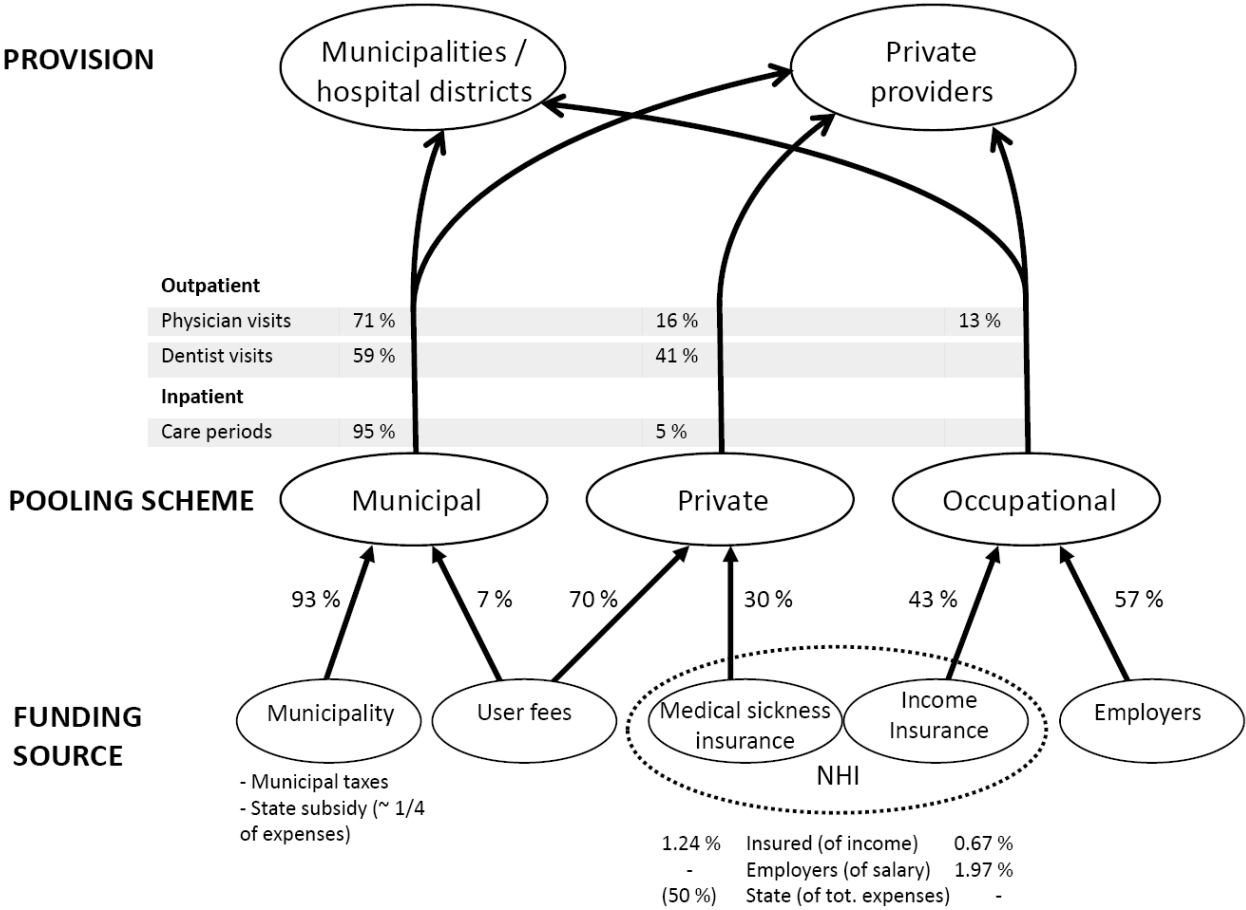 PROVISION
Municipalities /
hospital districts
Private
providers
Outpatient
Physician visits 71 % 16 % 13 %
Dentist visits 59 % 41 %
Inpatient
Care periods 95 % 5 %
POOLING SCHEME
Municipal
Private
Occupational
93 % 7 % 70 % 30 % 43 % 57 %
FUNDING
SOURCE
Municipality
User fees
Medical sickness
insurance
Income
Insurance
Employers
NHI
- Municipal taxes
- State subsidy (~ 1/4
of expenses)
1.24 % Insured (of income) 0.67 %
- Employers (of salary) 1.97 %
(50 %) State (of tot. expenses) -